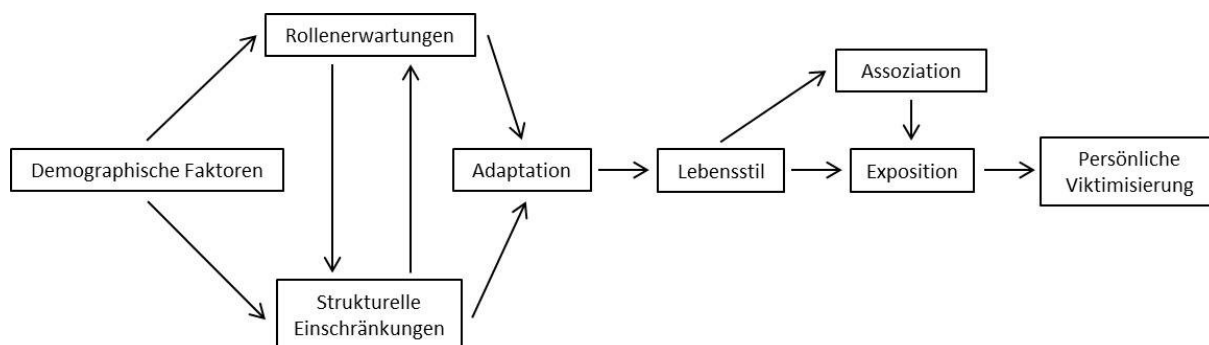 Rollenerwartungen
Assoziation
Demographische Faktoren
Adaptation
Lebensstil
Exposition
Persönliche
Viktimisierung
Strukturelle
Einschränkungen